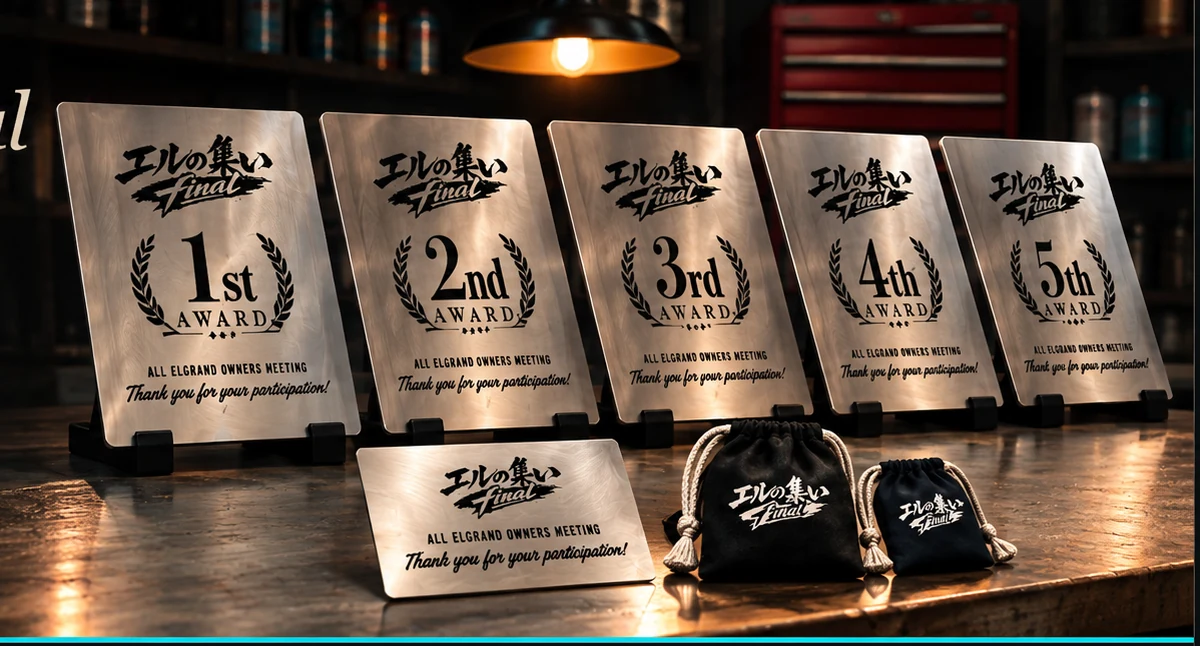 エルの集い
final
1st
AWARD
ALL ELGRAND OWNERS MEETING
Thank you for your participation!
エルの集い
final
2nd
AWARD
ALL ELGRAND OWNERS MEETING
Thank you for your participation!
エルの集い
final
3rd
AWARD
ALL ELGRAND OWNERS MEETING
Thank you for your participation!
エルの集い
final
4th
AWARD
ALL ELGRAND OWNERS MEETING
Thank you for your participation!
エルの集い
final
5th
AWARD
ALL ELGRAND OWNERS MEETING
Thank you for your participation!
エルの集い
final
ALL ELGRAND OWNERS MEETING
Thank you for your participation!
エルの集い
final
エルの集い
final